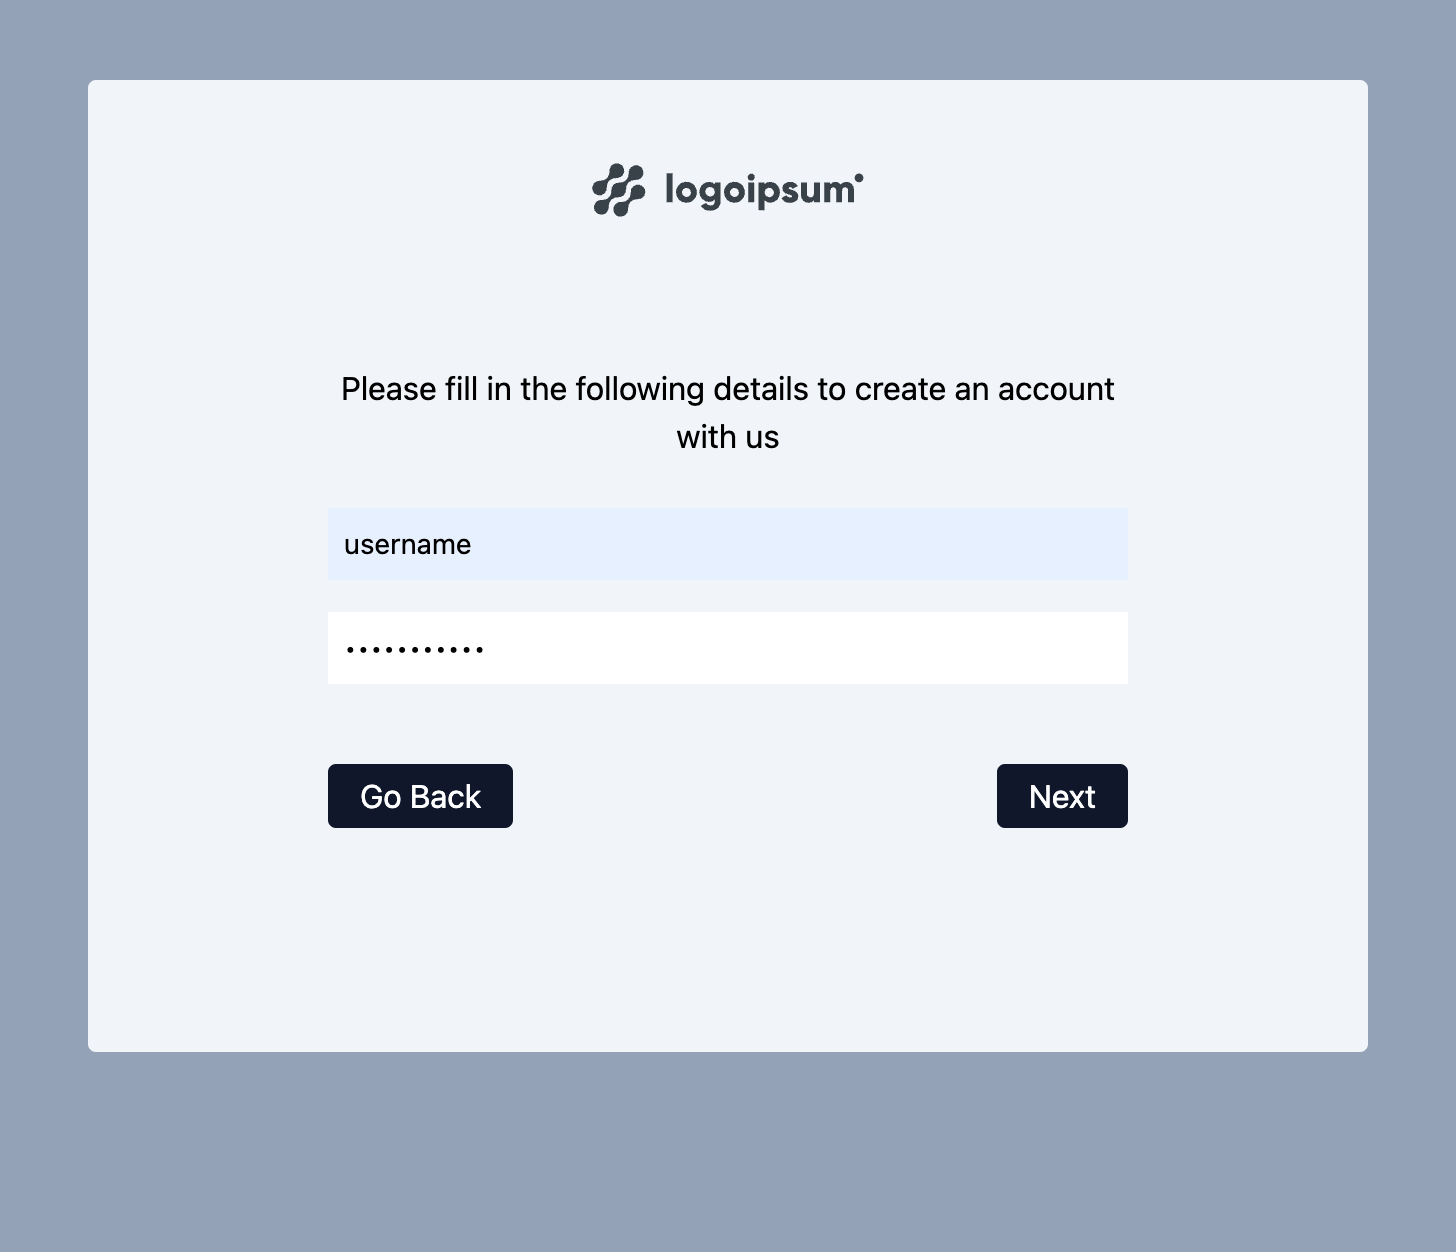 logoipsum
Please fill in the following details to create an account
with us
username
•••••••••••
Go Back
Next